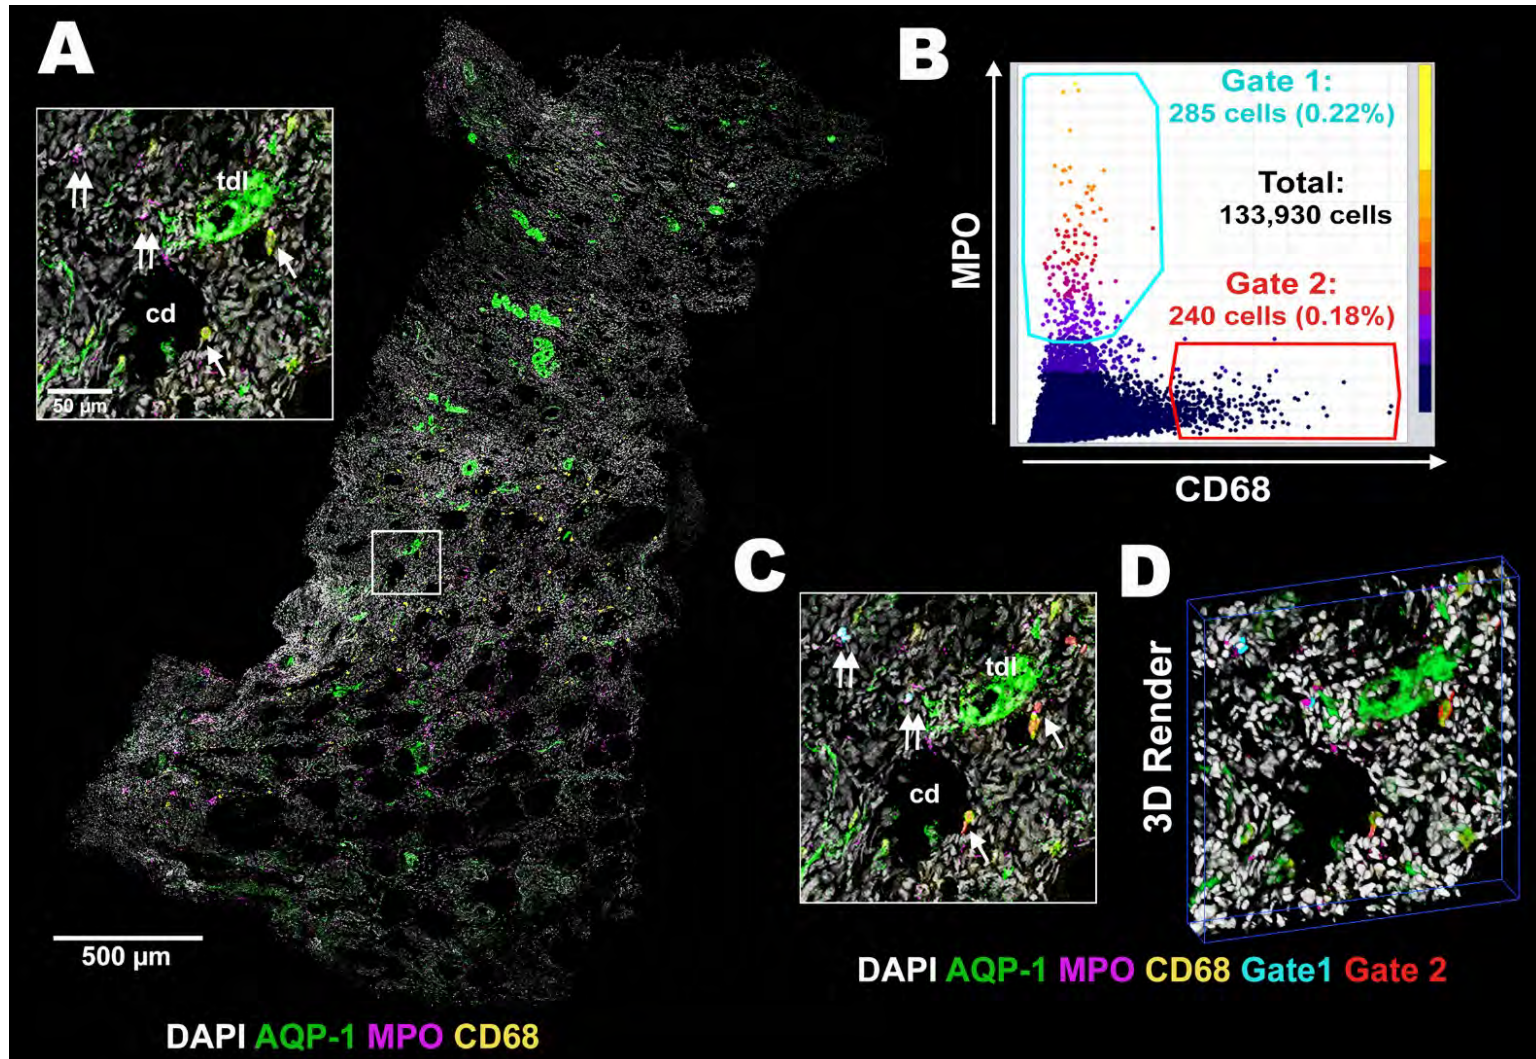 A
tdl
cd
50 µm
500 µm
DAPI AQP-1 MPO CD68
B
MPO
Gate 1:
285 cells (0.22%)
Total:
133,930 cells
Gate 2:
240 cells (0.18%)
CD68
C
tdl
cd
D
3D Render
DAPI AQP-1 MPO CD68 Gate1 Gate 2